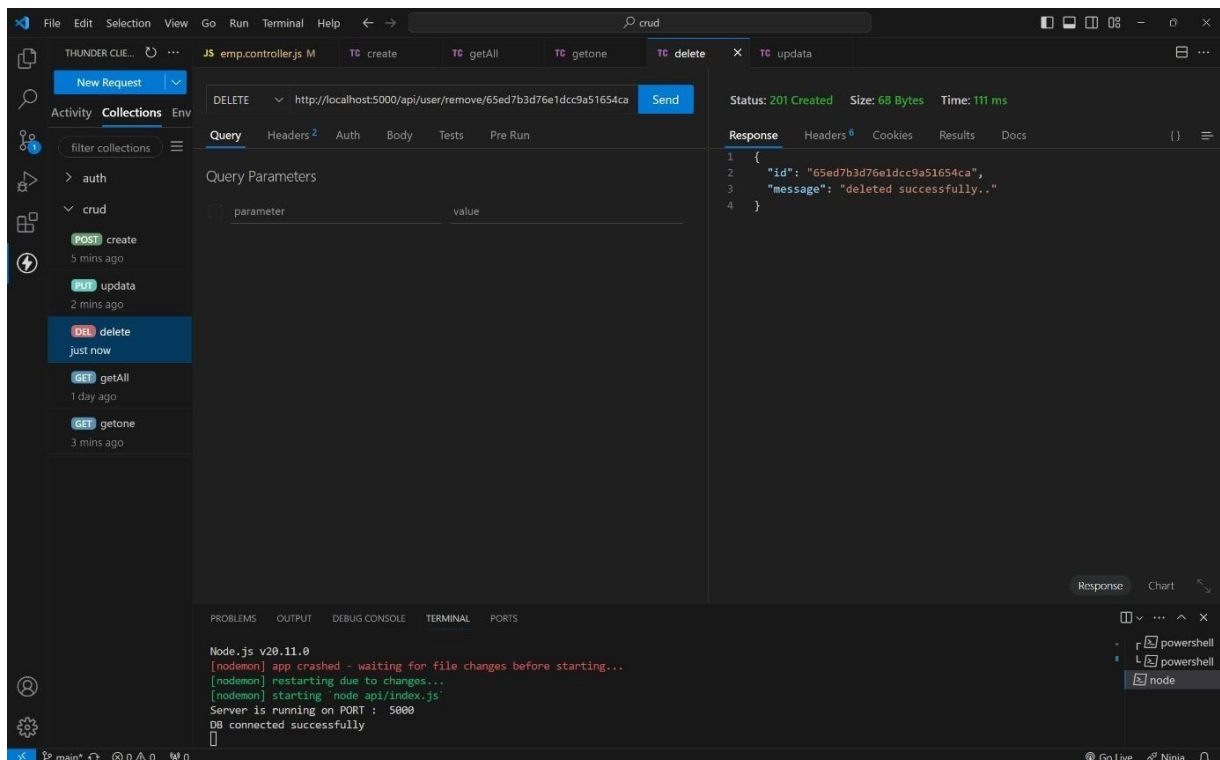 File Edit Selection View Go Run Terminal Help crud
THUNDER CLIE...
JS emp.controller.js M TC create TC getAll TC getone TC delete TC updata
New Request
Activity Collections Env
filter collections
auth
crud
POST create
5 mins ago
PUT updata
2 mins ago
DEL delete
just now
GET getAll
1 day ago
GET getone
3 mins ago
DELETE http://localhost:5000/api/user/remove/65ed7b3d76e1dcc9a51654ca Send
Query Headers 2 Auth Body Tests Pre Run
Query Parameters
parameter value
Status: 201 Created Size: 68 Bytes Time: 111 ms
Response Headers 6 Cookies Results Docs {}
1 {
2 "id": "65ed7b3d76e1dcc9a51654ca",
3 "message": "deleted successfully.."
4 }
Response Chart
PROBLEMS OUTPUT DEBUG CONSOLE TERMINAL PORTS
Node.js v20.11.0
[nodemon] app crashed - waiting for file changes before starting...
[nodemon] restarting due to changes...
[nodemon] starting `node api/index.js`
Server is running on PORT : 5000
DB connected successfully
powershell
powershell
node
main* 0 0 0 Go Live Ninja